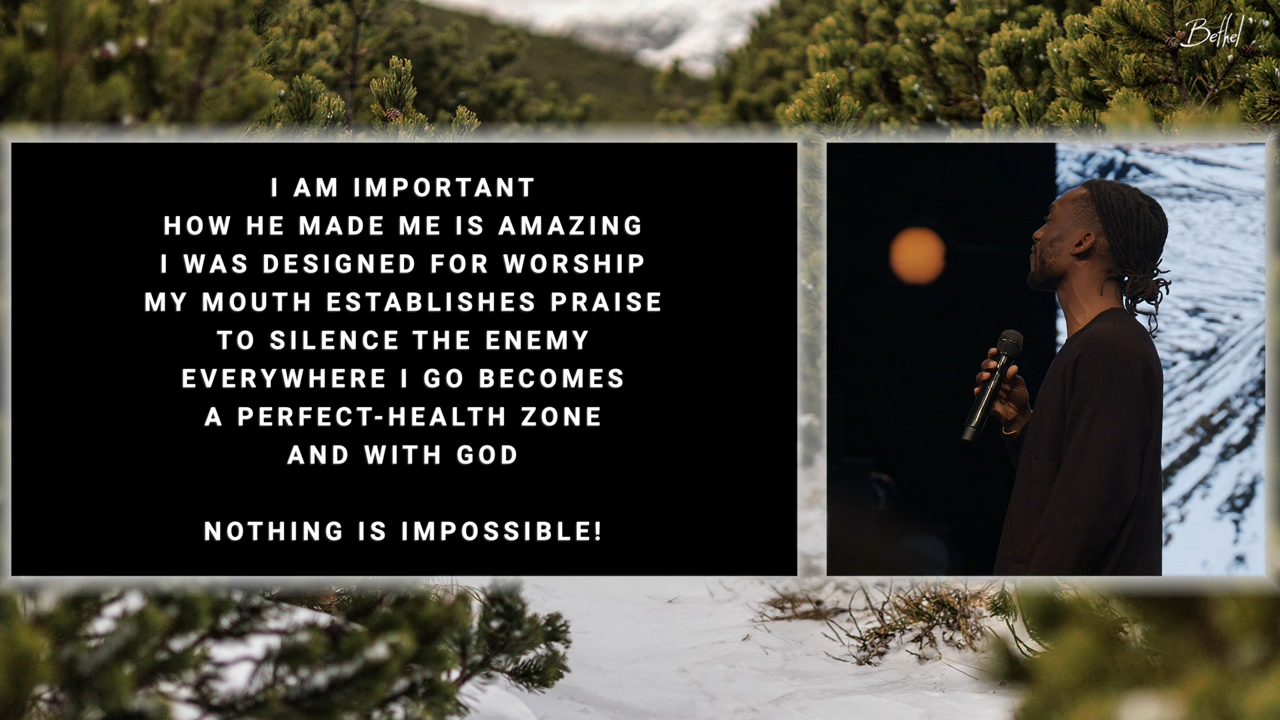 Bethel
I AM IMPORTANT
HOW HE MADE ME IS AMAZING
I WAS DESIGNED FOR WORSHIP
MY MOUTH ESTABLISHES PRAISE
TO SILENCE THE ENEMY
EVERYWHERE I GO BECOMES
A PERFECT-HEALTH ZONE
AND WITH GOD
NOTHING IS IMPOSSIBLE!